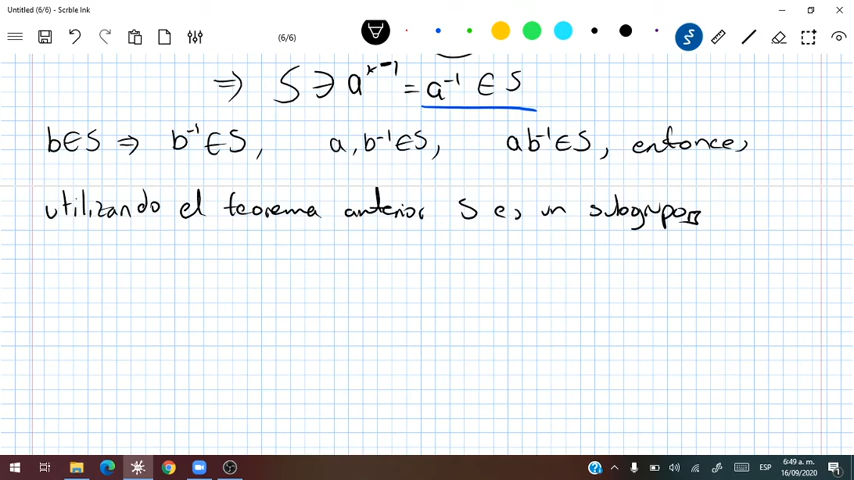 Untitled (6/6) - Scrble Ink
(6/6)
⇒ S ∋ aᵏ⁻¹ = a⁻¹ ∈ S
b∈S ⇒ b⁻¹∈S, a, b⁻¹∈S, ab⁻¹∈S, entonces
utilizando el teorema anterior S es un subgrupo□
ESP
6:49 a. m.
16/09/2020